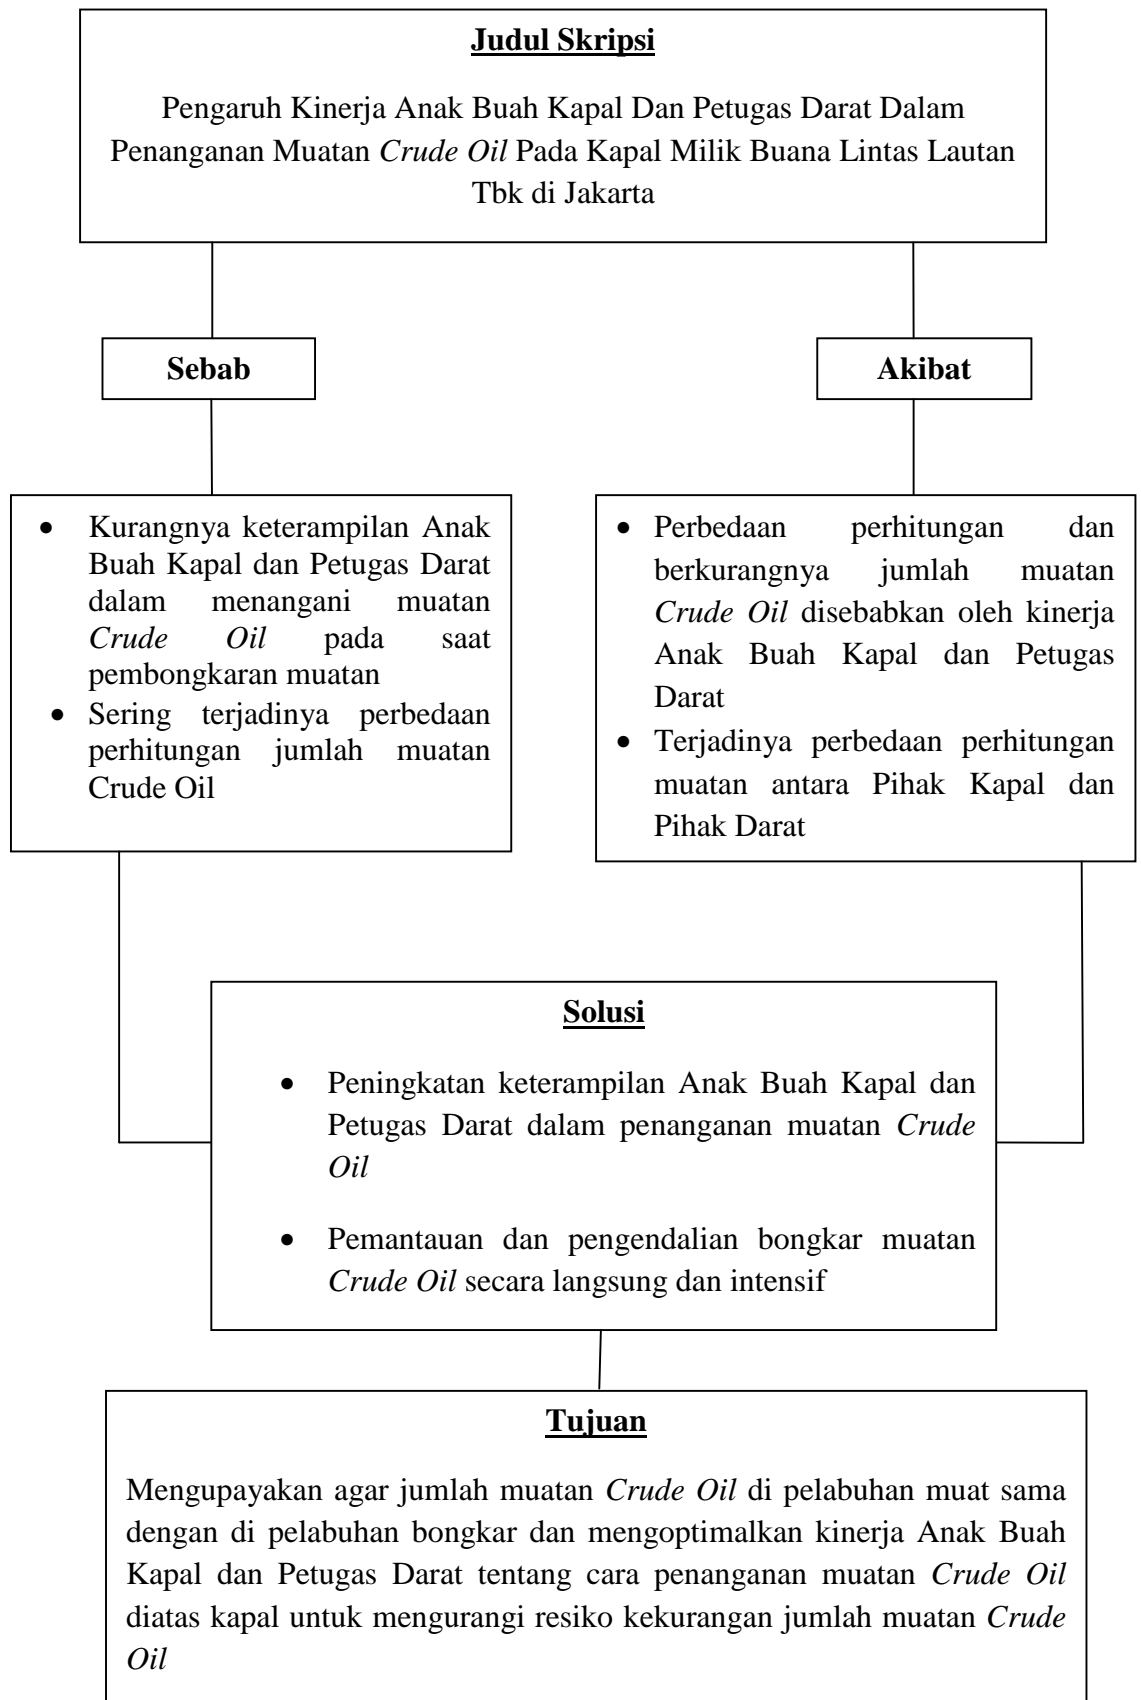 Judul Skripsi
Pengaruh Kinerja Anak Buah Kapal Dan Petugas Darat Dalam
Penanganan Muatan Crude Oil Pada Kapal Milik Buana Lintas Lautan
Tbk di Jakarta
Sebab
Akibat
• Kurangnya keterampilan Anak
Buah Kapal dan Petugas Darat
dalam menangani muatan
Crude Oil pada saat
pembongkaran muatan
• Sering terjadinya perbedaan
perhitungan jumlah muatan
Crude Oil
• Perbedaan perhitungan dan
berkurangnya jumlah muatan
Crude Oil disebabkan oleh kinerja
Anak Buah Kapal dan Petugas
Darat
• Terjadinya perbedaan perhitungan
muatan antara Pihak Kapal dan
Pihak Darat
Solusi
• Peningkatan keterampilan Anak Buah Kapal dan
Petugas Darat dalam penanganan muatan Crude
Oil
• Pemantauan dan pengendalian bongkar muatan
Crude Oil secara langsung dan intensif
Tujuan
Mengupayakan agar jumlah muatan Crude Oil di pelabuhan muat sama
dengan di pelabuhan bongkar dan mengoptimalkan kinerja Anak Buah
Kapal dan Petugas Darat tentang cara penanganan muatan Crude Oil
diatas kapal untuk mengurangi resiko kekurangan jumlah muatan Crude
Oil